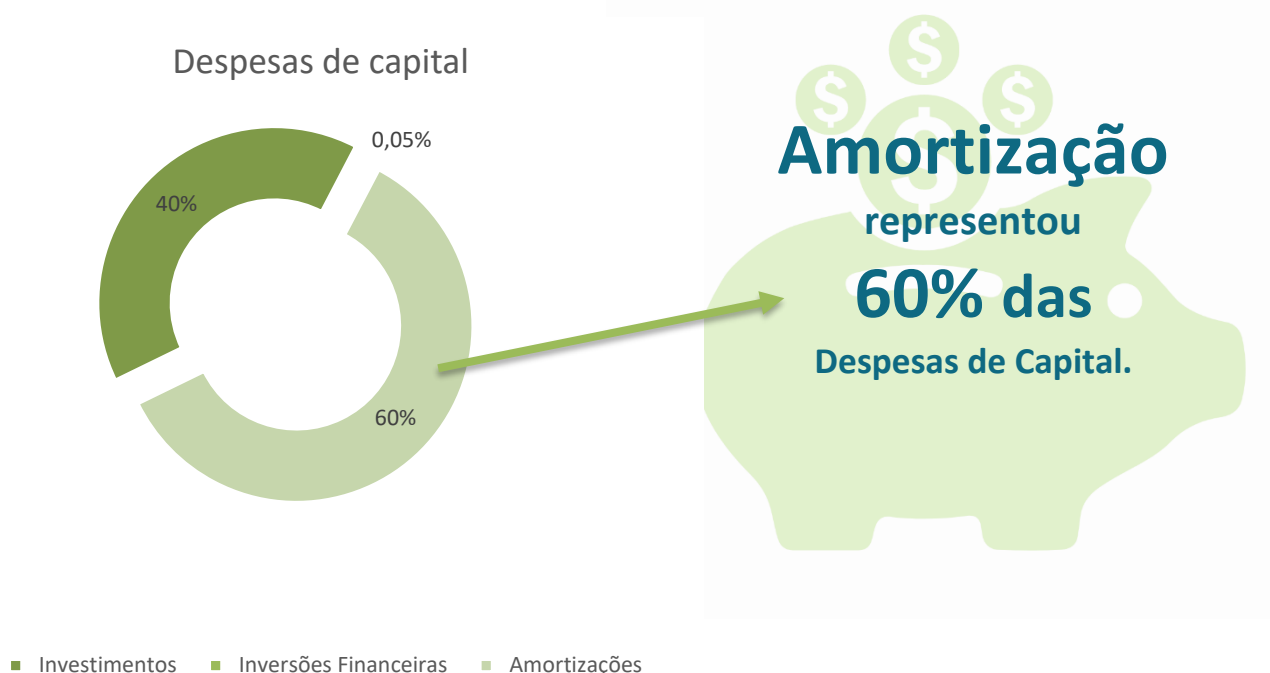 Despesas de capital
0,05%
40%
60%
Investimentos Inversões Financeiras Amortizações
$
$ $
$
Amortização
representou
60% das
Despesas de Capital.